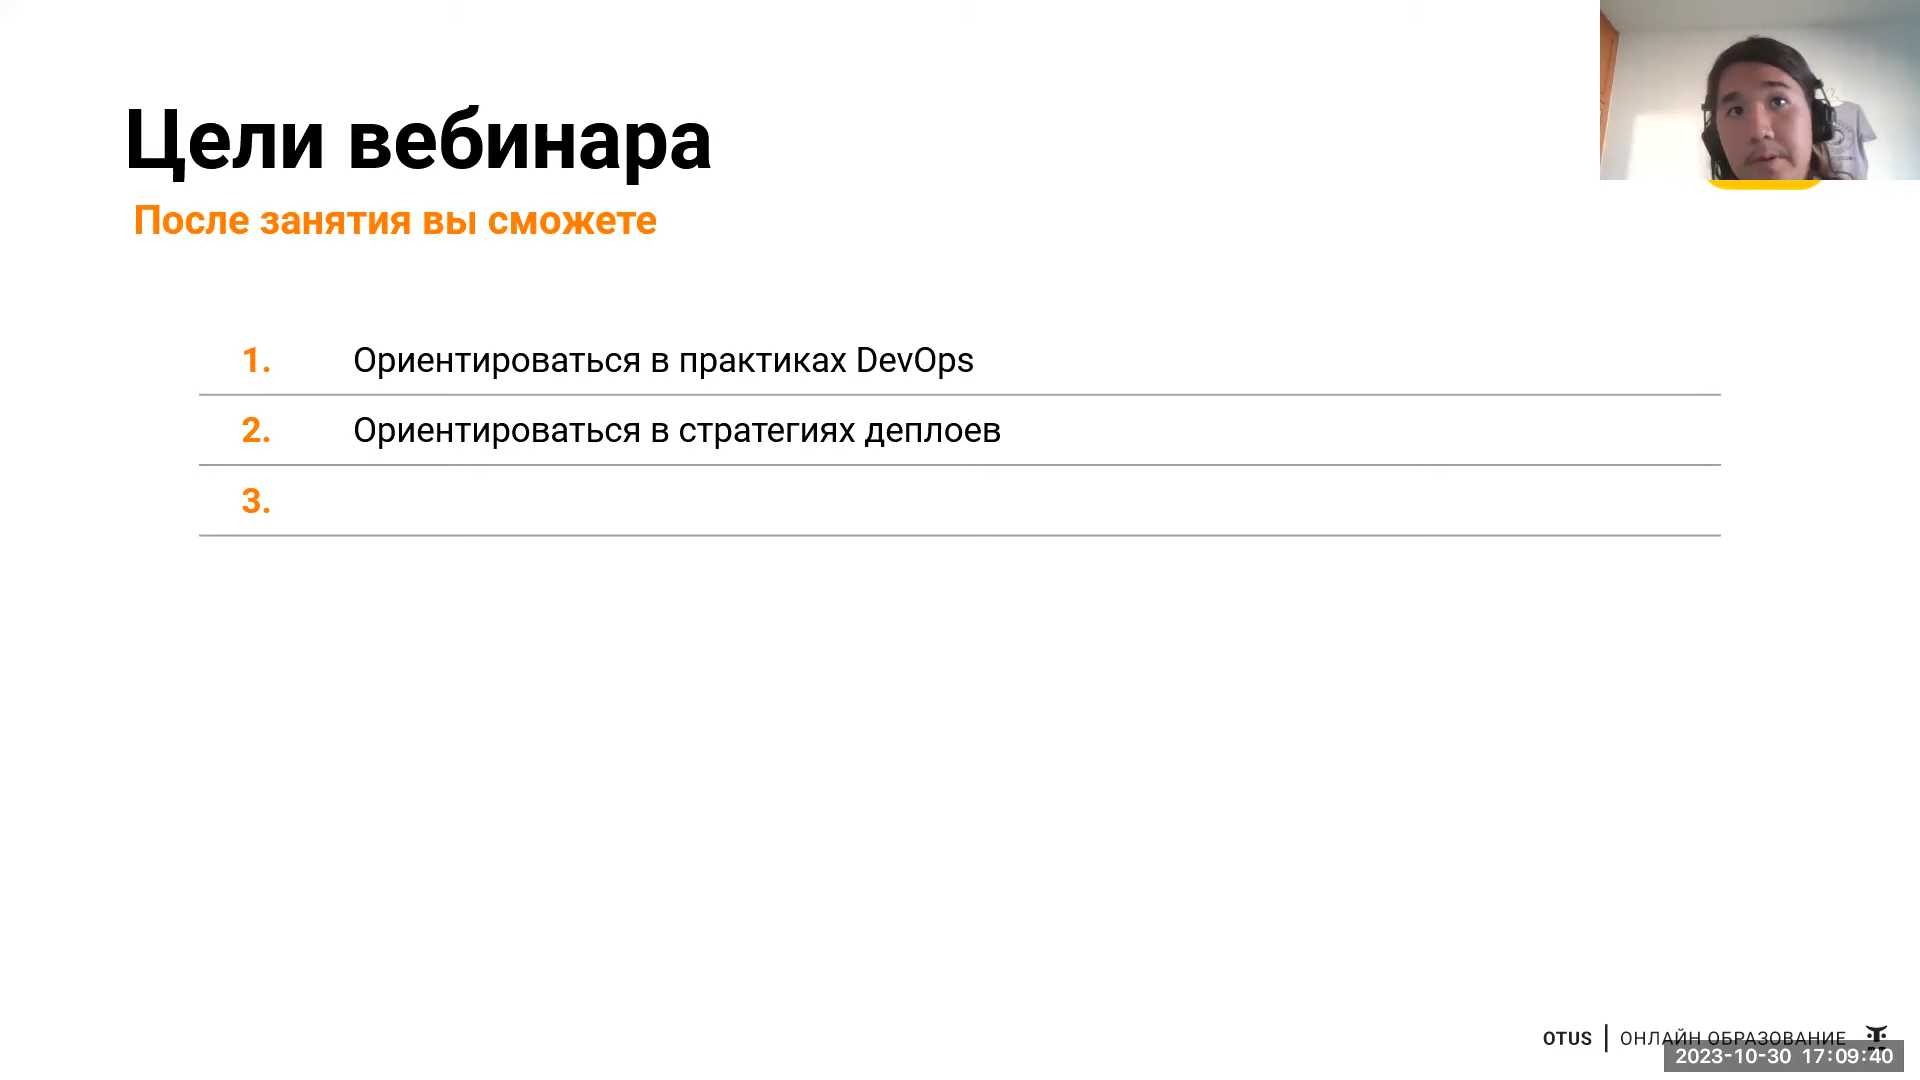 Цели вебинара
После занятия вы сможете
1. Ориентироваться в практиках DevOps
2. Ориентироваться в стратегиях деплоев
3.
OTUS | ОНЛАЙН ОБРАЗОВАНИЕ
2023-10-30 17:09:40